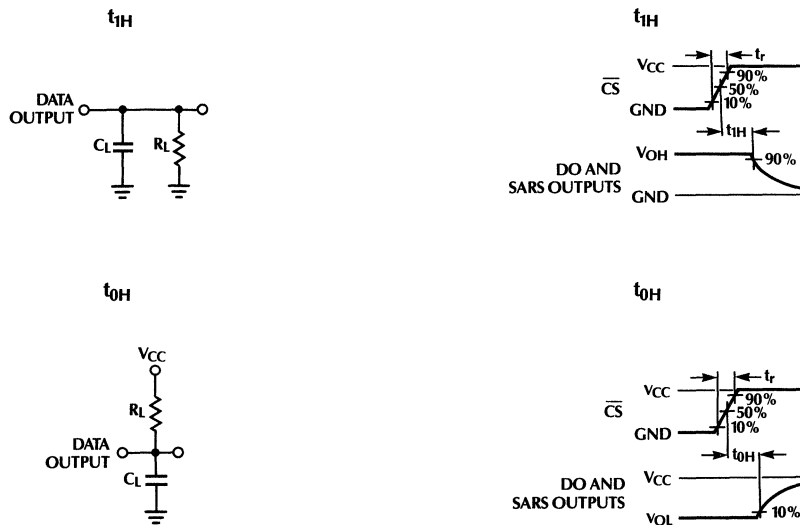 t1H
DATA
OUTPUT
CL
RL
t1H
tr
VCC
CS
90%
50%
10%
GND
t1H
VOH
90%
DO AND
SARS OUTPUTS
GND
t0H
VCC
RL
DATA
OUTPUT
CL
t0H
tr
VCC
CS
90%
50%
10%
GND
t0H
VCC
DO AND
SARS OUTPUTS
10%
VOL